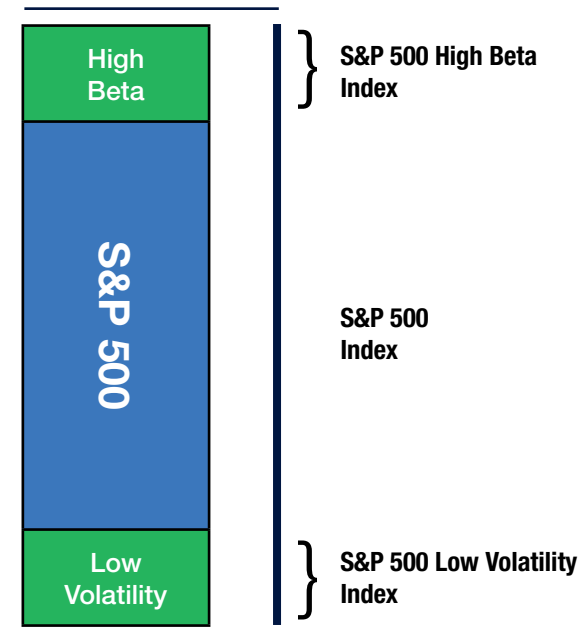 High
Beta
S&P 500 High Beta
Index
S&P 500
S&P 500
Index
Low
Volatility
S&P 500 Low Volatility
Index